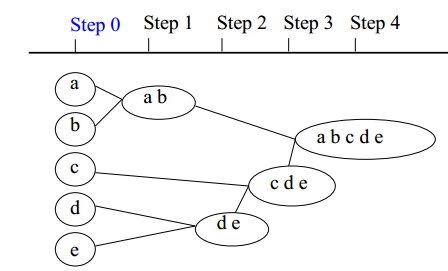 Step 0 Step 1 Step 2 Step 3 Step 4
a
a b
b
a b c d e
c
c d e
d
d e
e